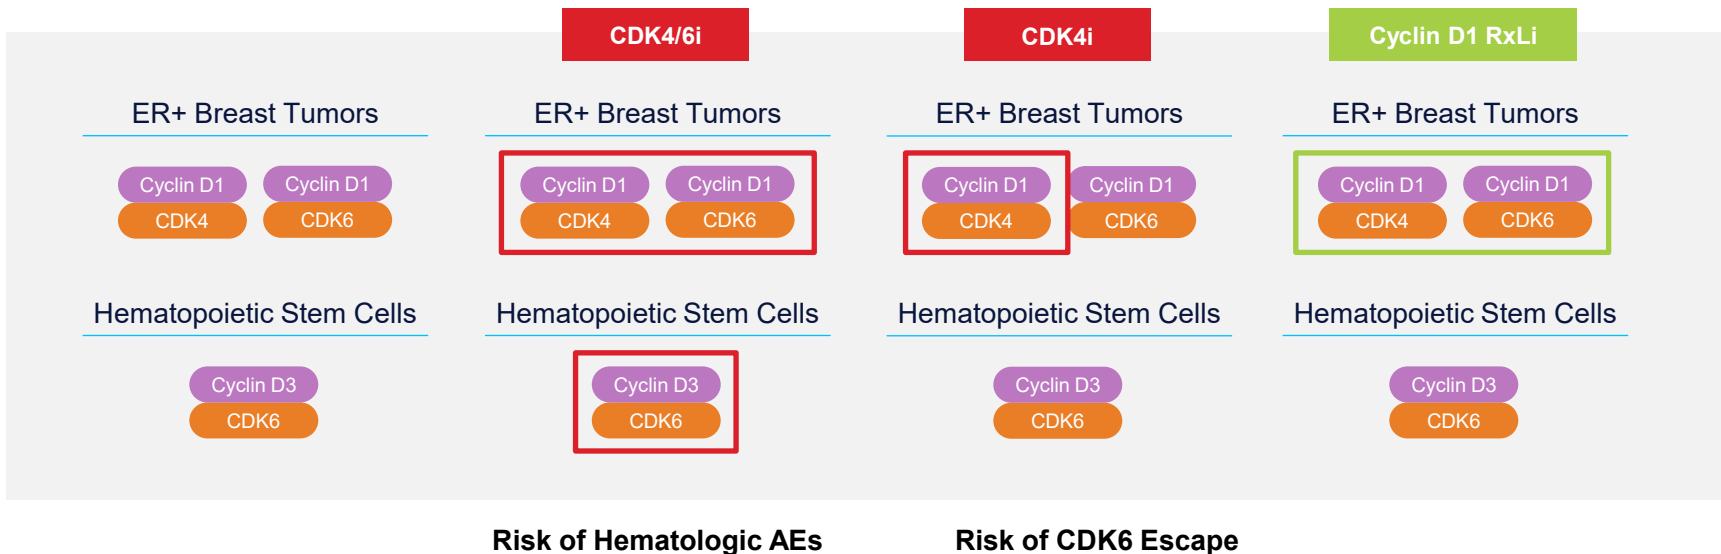 CDK4/6i
CDK4i
Cyclin D1 RxLi
ER+ Breast Tumors
ER+ Breast Tumors
ER+ Breast Tumors
ER+ Breast Tumors
Cyclin D1
Cyclin D1
Cyclin D1
Cyclin D1
Cyclin D1
Cyclin D1
Cyclin D1
Cyclin D1
CDK4
CDK6
CDK4
CDK6
CDK4
CDK6
CDK4
CDK6
Hematopoietic Stem Cells
Hematopoietic Stem Cells
Hematopoietic Stem Cells
Hematopoietic Stem Cells
Cyclin D3
Cyclin D3
Cyclin D3
Cyclin D3
CDK6
CDK6
CDK6
CDK6
Risk of Hematologic AEs
Risk of CDK6 Escape